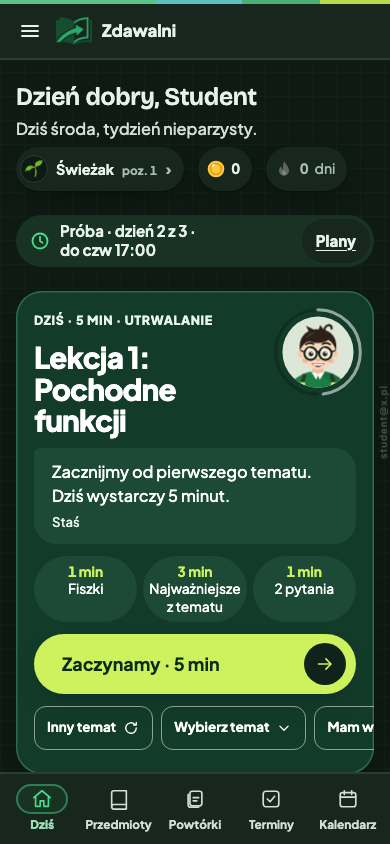 Zdawalni
Dzień dobry, Student
Dziś środa, tydzień nieparzysty.
Świeżak poz. 1 ›
0
0 dni
Próba · dzień 2 z 3 ·
do czw 17:00
Plany
DZIŚ · 5 MIN · UTRWALANIE
Lekcja 1:
Pochodne
funkcji
student@x.pl
Zacznijmy od pierwszego tematu.
Dziś wystarczy 5 minut.
Staś
1 min
Fiszki
3 min
Najważniejsze
z tematu
1 min
2 pytania
Zaczynamy · 5 min
Inny temat
Wybierz temat
Mam w
Dziś
Przedmioty
Powtórki
Terminy
Kalendarz